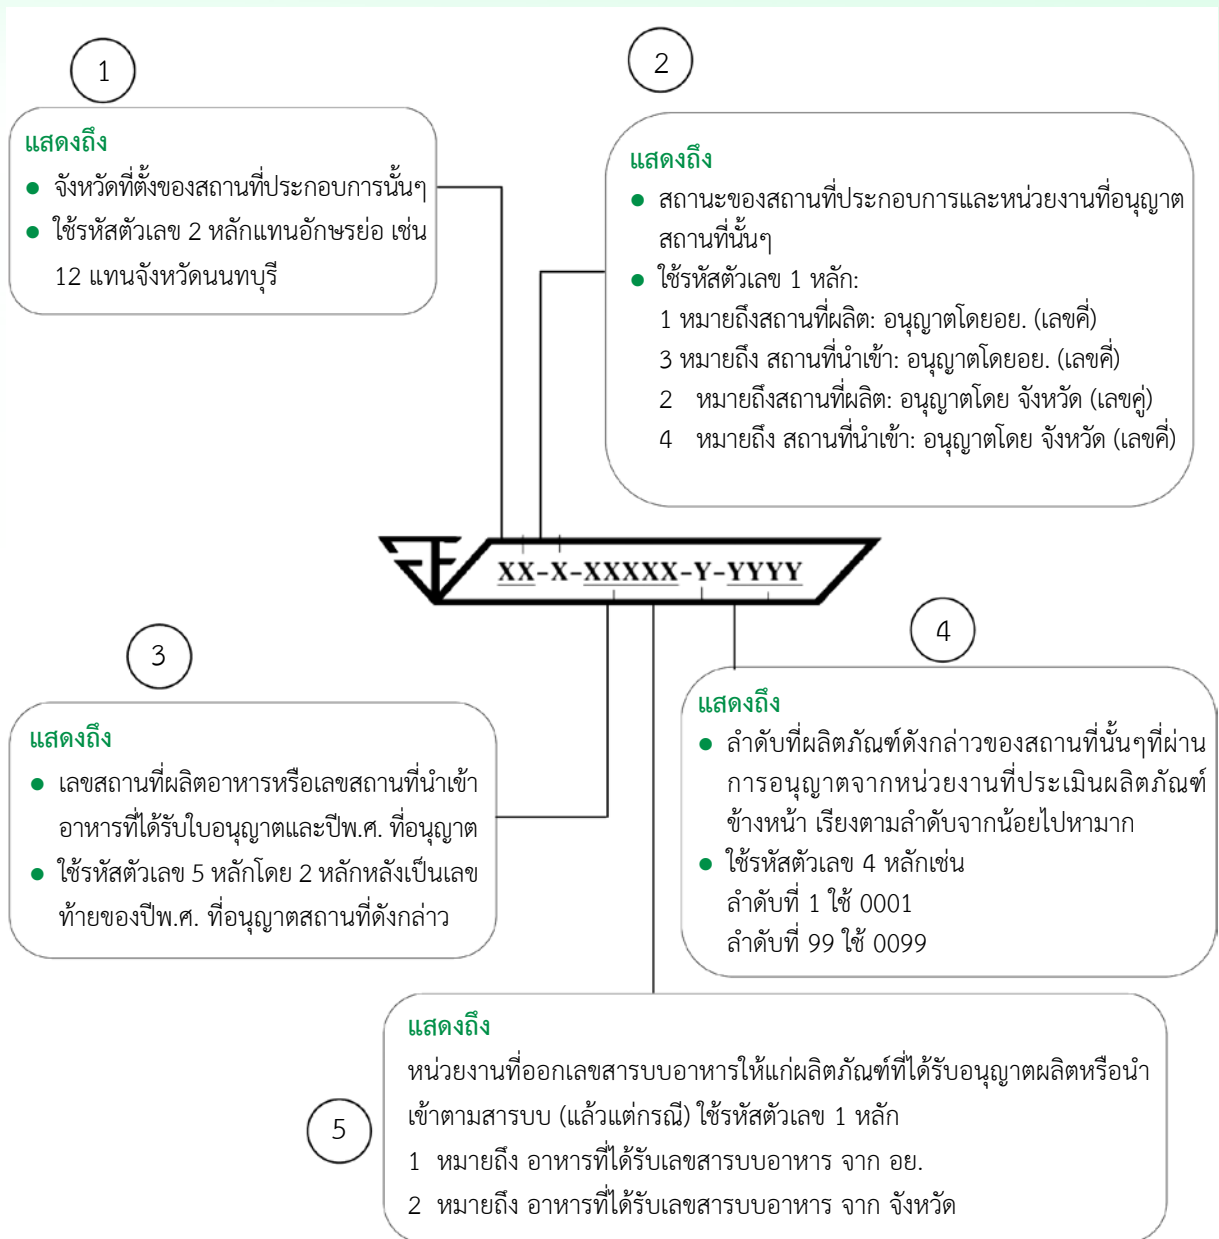 1
แสดงถึง
● จังหวัดที่ตั้งของสถานที่ประกอบการนั้นๆ
● ใช้รหัสตัวเลข 2 หลักแทนอักษรย่อ เช่น
12 แทนจังหวัดนนทบุรี
2
แสดงถึง
● สถานะของสถานที่ประกอบการและหน่วยงานที่อนุญาต
สถานที่นั้นๆ
● ใช้รหัสตัวเลข 1 หลัก:
1 หมายถึงสถานที่ผลิต: อนุญาตโดยอย. (เลขคี่)
3 หมายถึง สถานที่นำเข้า: อนุญาตโดยอย. (เลขคี่)
2 หมายถึงสถานที่ผลิต: อนุญาตโดย จังหวัด (เลขคู่)
4 หมายถึง สถานที่นำเข้า: อนุญาตโดย จังหวัด (เลขคี่)
XX-X-XXXXX-Y-YYYY
3
แสดงถึง
● เลขสถานที่ผลิตอาหารหรือเลขสถานที่นำเข้า
อาหารที่ได้รับใบอนุญาตและปีพ.ศ. ที่อนุญาต
● ใช้รหัสตัวเลข 5 หลักโดย 2 หลักหลังเป็นเลข
ท้ายของปีพ.ศ. ที่อนุญาตสถานที่ดังกล่าว
4
แสดงถึง
● ลำดับที่ผลิตภัณฑ์ดังกล่าวของสถานที่นั้นๆที่ผ่าน
การอนุญาตจากหน่วยงานที่ประเมินผลิตภัณฑ์
ข้างหน้า เรียงตามลำดับจากน้อยไปหามาก
● ใช้รหัสตัวเลข 4 หลักเช่น
ลำดับที่ 1 ใช้ 0001
ลำดับที่ 99 ใช้ 0099
5
แสดงถึง
หน่วยงานที่ออกเลขสารบบอาหารให้แก่ผลิตภัณฑ์ที่ได้รับอนุญาตผลิตหรือนำ
เข้าตามสารบบ (แล้วแต่กรณี) ใช้รหัสตัวเลข 1 หลัก
1 หมายถึง อาหารที่ได้รับเลขสารบบอาหาร จาก อย.
2 หมายถึง อาหารที่ได้รับเลขสารบบอาหาร จาก จังหวัด